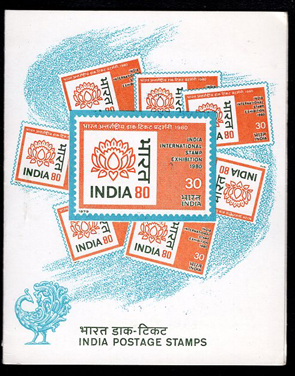 भारत अन्तर्राष्ट्रीय डाक-टिकट प्रदर्शनी 1980
INDIA
INTERNATIONAL
STAMP
EXHIBITION
1980
भारत
INDIA 80
30
भारत
INDIA
1979
भारत डाक-टिकट
INDIA POSTAGE STAMPS